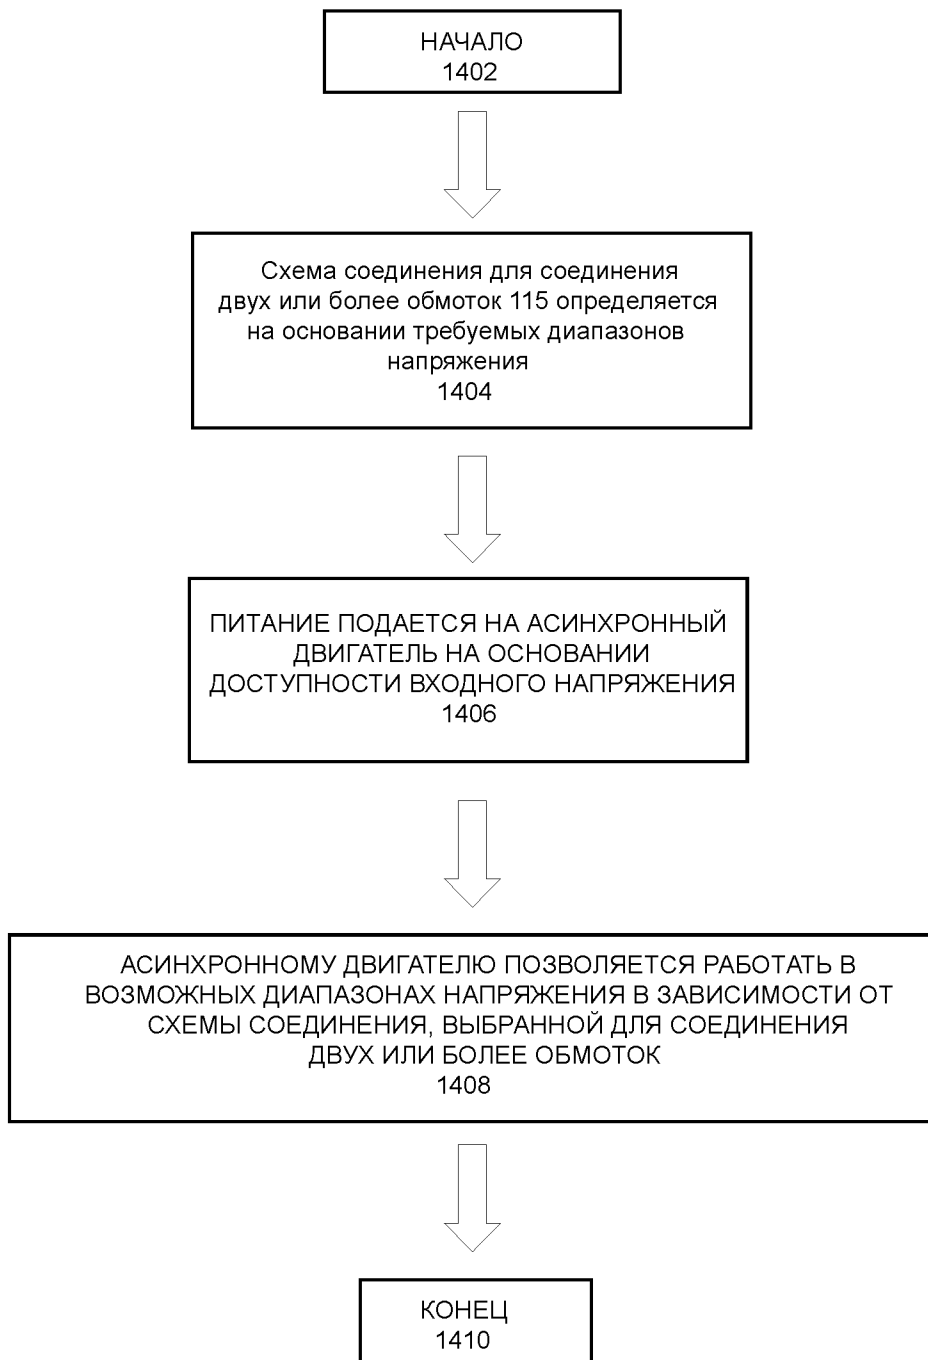 НАЧАЛО
1402
Схема соединения для соединения
двух или более обмоток 115 определяется
на основании требуемых диапазонов
напряжения
1404
ПИТАНИЕ ПОДАЕТСЯ НА АСИНХРОННЫЙ
ДВИГАТЕЛЬ НА ОСНОВАНИИ
ДОСТУПНОСТИ ВХОДНОГО НАПРЯЖЕНИЯ
1406
АСИНХРОННОМУ ДВИГАТЕЛЮ ПОЗВОЛЯЕТСЯ РАБОТАТЬ В
ВОЗМОЖНЫХ ДИАПАЗОНАХ НАПРЯЖЕНИЯ В ЗАВИСИМОСТИ ОТ
СХЕМЫ СОЕДИНЕНИЯ, ВЫБРАННОЙ ДЛЯ СОЕДИНЕНИЯ
ДВУХ ИЛИ БОЛЕЕ ОБМОТОК
1408
КОНЕЦ
1410